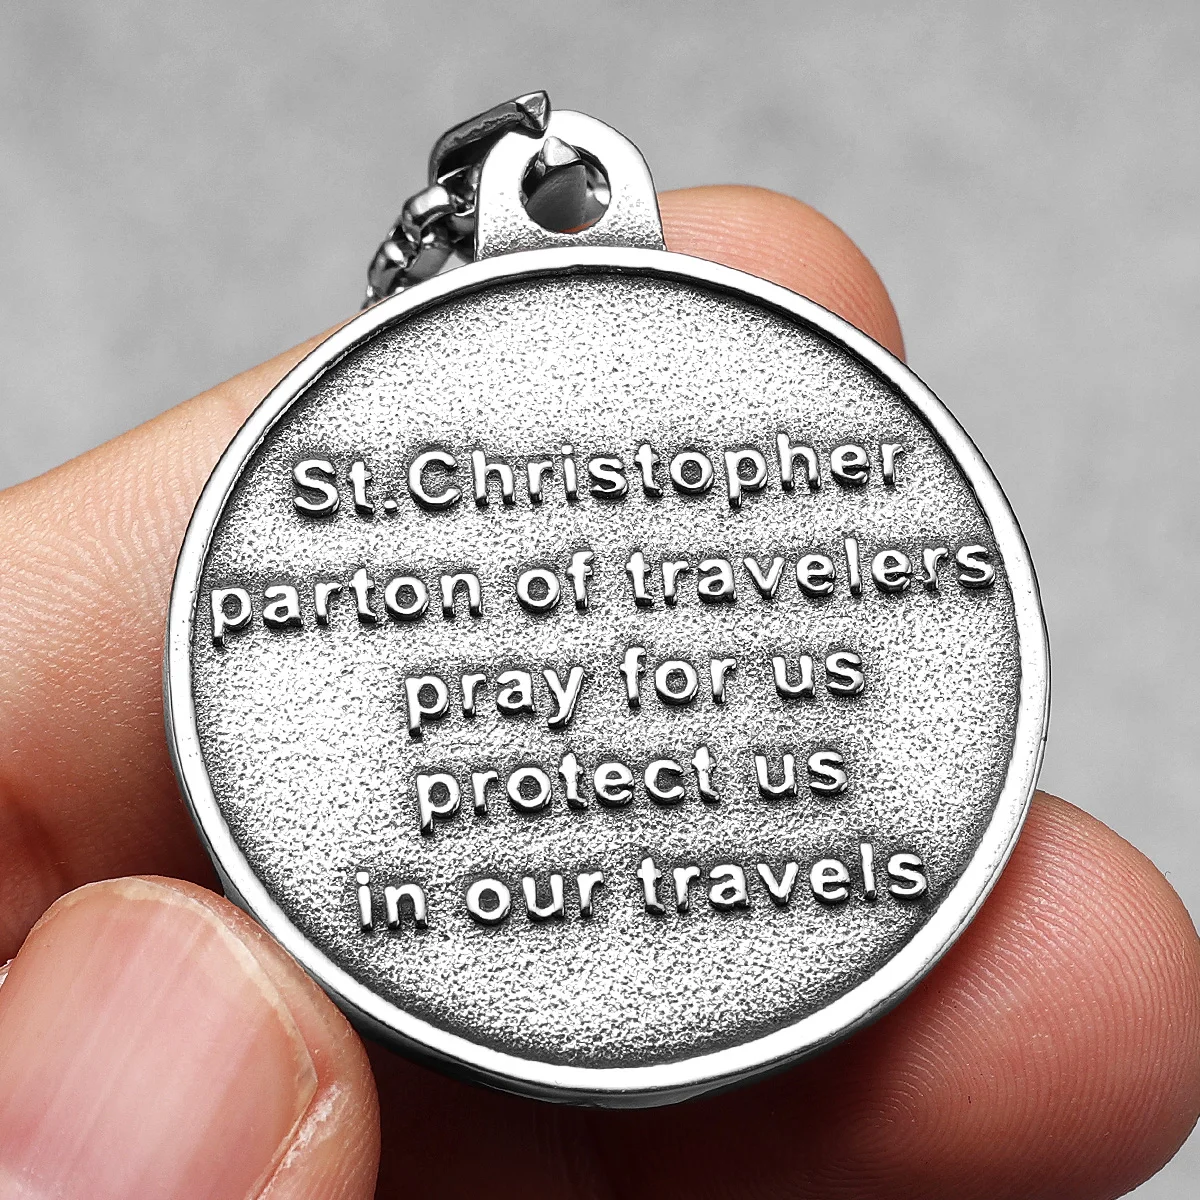 St.Christopher
parton of travelers
pray for us
protect us
in our travels